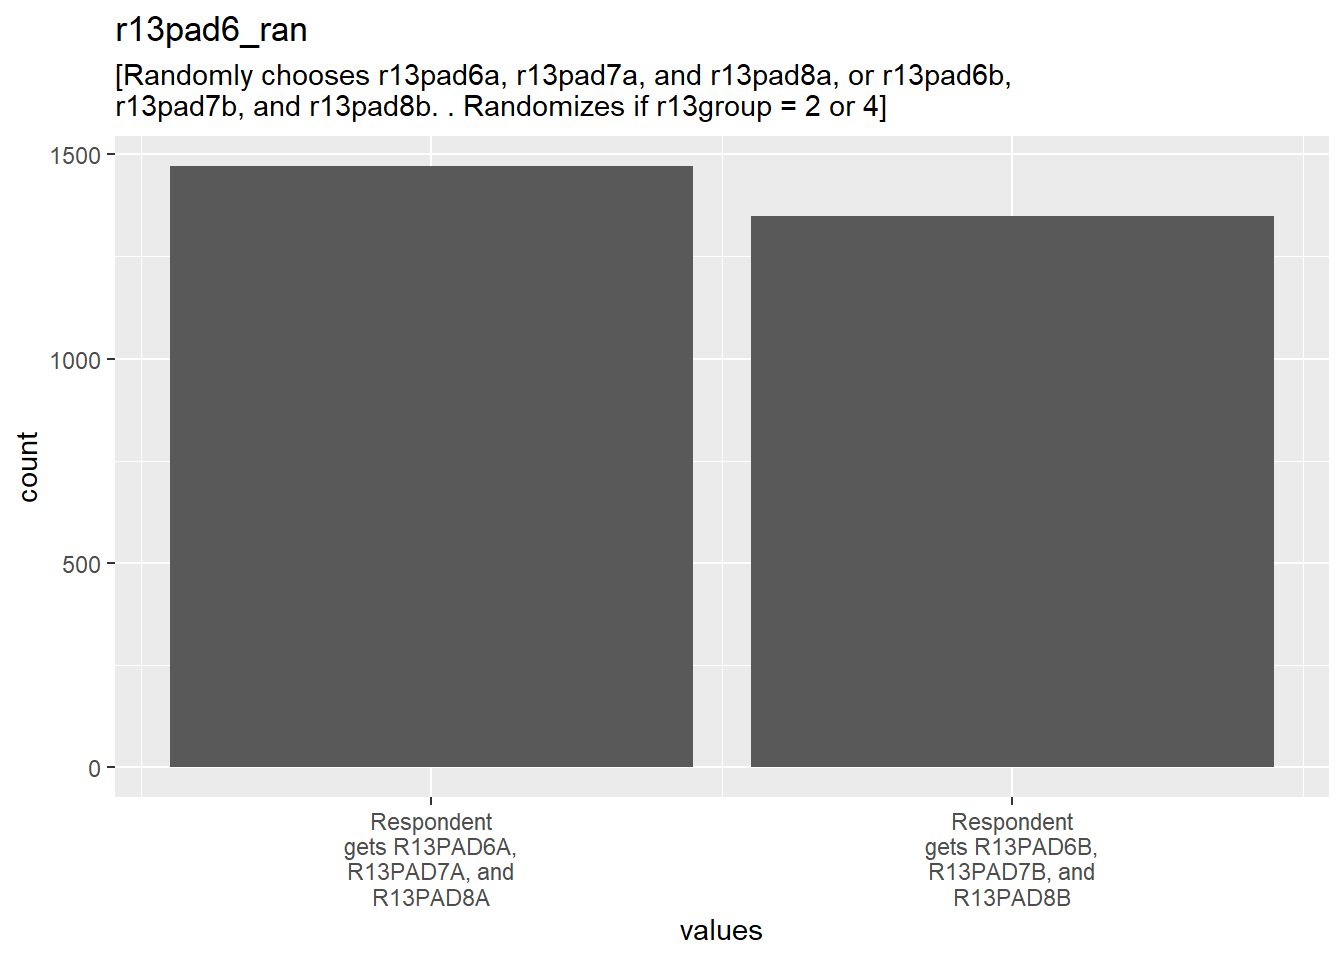 r13pad6_ran
[Randomly chooses r13pad6a, r13pad7a, and r13pad8a, or r13pad6b,
r13pad7b, and r13pad8b. . Randomizes if r13group = 2 or 4]
1500
1000
500
0
count
Respondent
gets R13PAD6A,
R13PAD7A, and
R13PAD8A
Respondent
gets R13PAD6B,
R13PAD7B, and
R13PAD8B
values